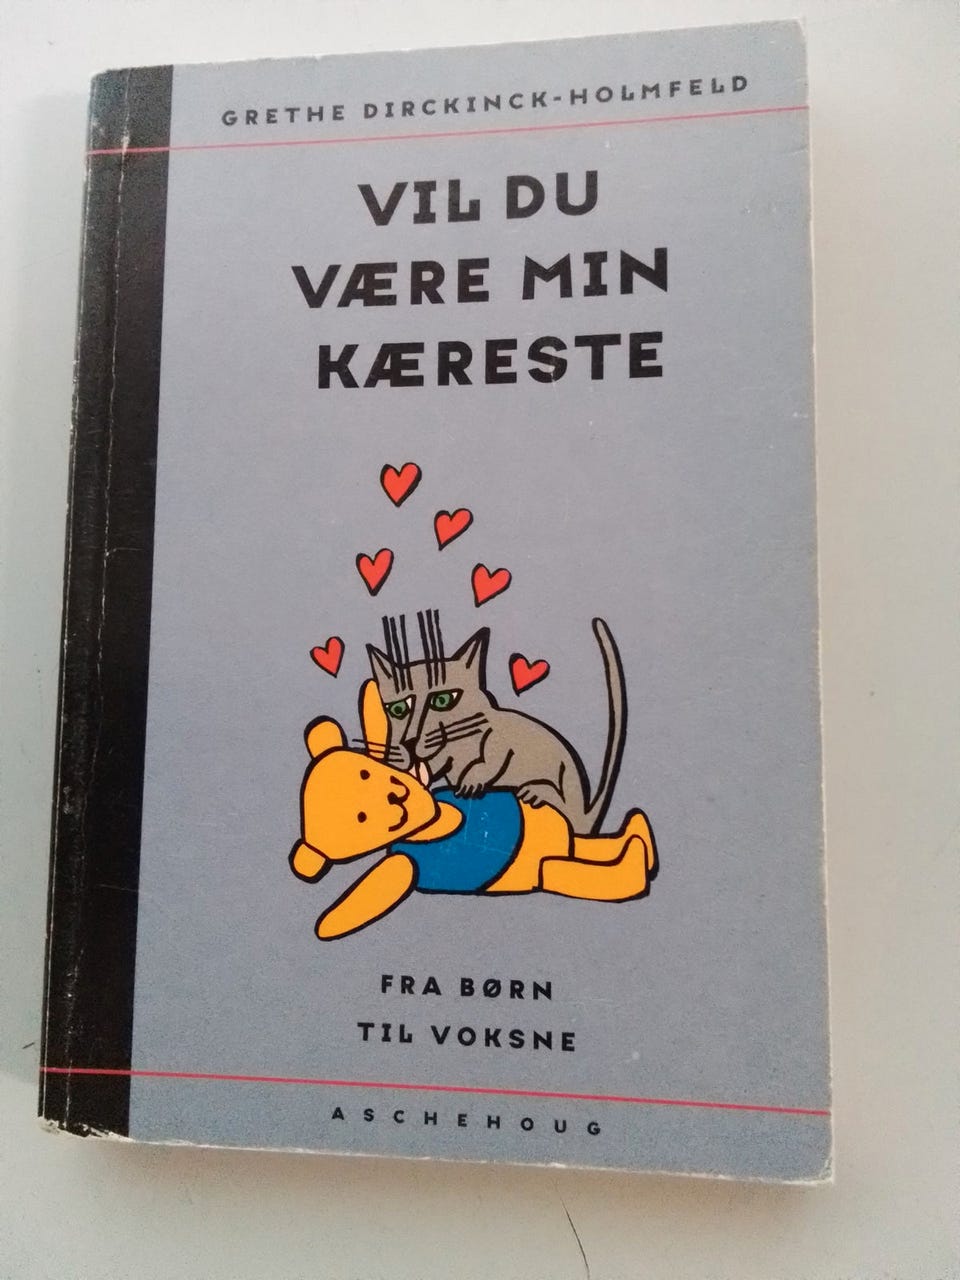 GRETHE DIRCKINCK-HOLMFELD
VIL DU
VÆRE MIN
KÆRESTE
FRA BØRN
TIL VOKSNE
ASCHEHOUG